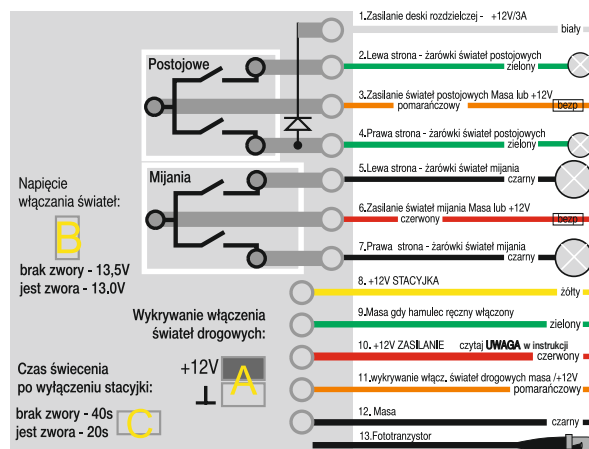 1.Zasilanie deski rozdzielczej - +12V/3A
biały
Postojowe
2.Lewa strona - żarówki świateł postojowych
zielony
3.Zasilanie świateł postojowych Masa lub +12V
pomarańczowy
bezp
4.Prawa strona - żarówki świateł postojowych
zielony
Mijania
5.Lewa strona - żarówki świateł mijania
czarny
6.Zasilanie świateł mijania Masa lub +12V
czerwony
bezp
7.Prawa strona - żarówki świateł mijania
czarny
Napięcie
włączania świateł:
B
brak zwory - 13,5V
jest zwora - 13.0V
8. +12V STACYJKA
żółty
9.Masa gdy hamulec ręczny włączony
zielony
10. +12V ZASILANIE czytaj UWAGA w instrukcji
czerwony
11.wykrywanie włącz. świateł drogowych masa /+12V
pomarańczowy
12. Masa
czarny
13.Fototranzystor
Wykrywanie włączenia
świateł drogowych:
+12V
A
Czas świecenia
po wyłączeniu stacyjki:
brak zwory - 40s
jest zwora - 20s
C